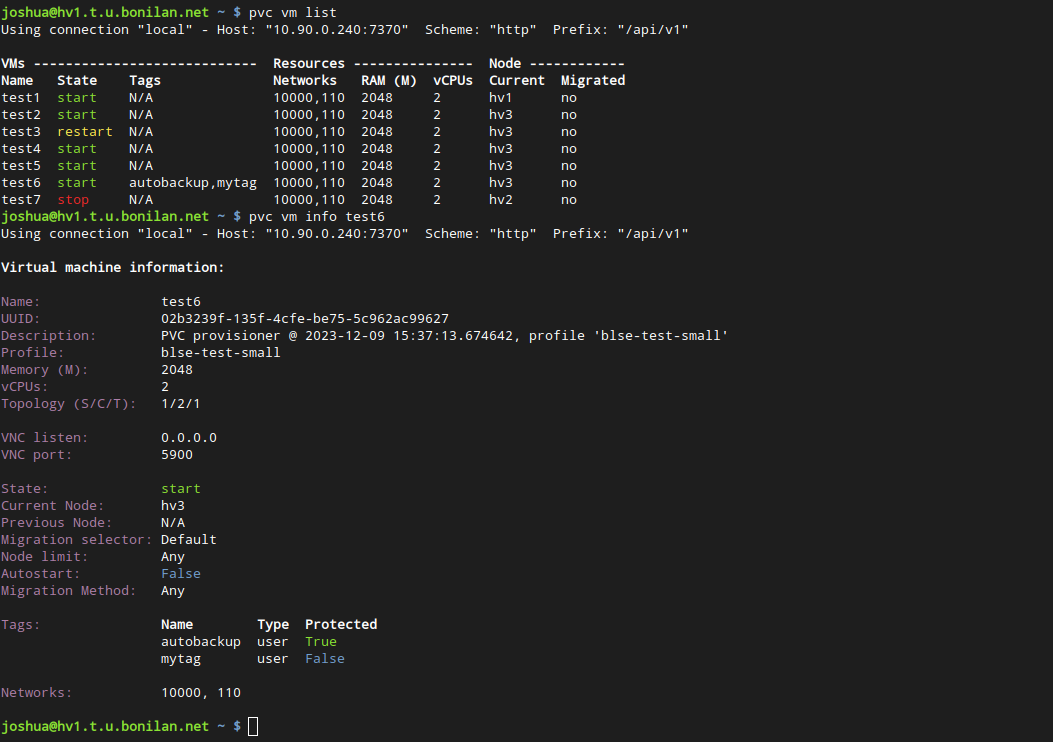 joshua@hv1.t.u.bonilan.net ~ $ pvc vm list
Using connection "local" - Host: "10.90.0.240:7370"  Scheme: "http"  Prefix: "/api/v1"
VMs ----------------------------  Resources ---------------  Node ------------
Name   State    Tags              Networks   RAM (M)  vCPUs  Current  Migrated
test1  start    N/A               10000,110  2048     2      hv1      no
test2  start    N/A               10000,110  2048     2      hv3      no
test3  restart  N/A               10000,110  2048     2      hv3      no
test4  start    N/A               10000,110  2048     2      hv3      no
test5  start    N/A               10000,110  2048     2      hv3      no
test6  start    autobackup,mytag  10000,110  2048     2      hv3      no
test7  stop     N/A               10000,110  2048     2      hv2      no
joshua@hv1.t.u.bonilan.net ~ $ pvc vm info test6
Using connection "local" - Host: "10.90.0.240:7370"  Scheme: "http"  Prefix: "/api/v1"
Virtual machine information:
Name:               test6
UUID:               02b3239f-135f-4cfe-be75-5c962ac99627
Description:        PVC provisioner @ 2023-12-09 15:37:13.674642, profile 'blse-test-small'
Profile:            blse-test-small
Memory (M):         2048
vCPUs:              2
Topology (S/C/T):   1/2/1
VNC listen:         0.0.0.0
VNC port:           5900
State:              start
Current Node:       hv3
Previous Node:      N/A
Migration selector: Default
Node limit:         Any
Autostart:          False
Migration Method:   Any
Tags:               Name        Type  Protected
                    autobackup  user  True
                    mytag       user  False
Networks:           10000, 110
joshua@hv1.t.u.bonilan.net ~ $